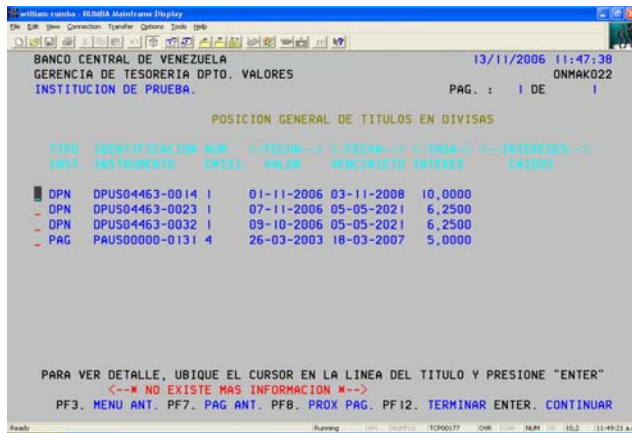 william-rumba - RUMBA Mainframe Display
File Edit View Connection Transfer Options Tools Help
BANCO CENTRAL DE VENEZUELA 13/11/2006 11:47:38
GERENCIA DE TESORERIA DPTO. VALORES ONMAK022
INSTITUCION DE PRUEBA. PAG. : 1 DE 1
POSICION GENERAL DE TITULOS EN DIVISAS
TIPO IDENTIFICACION NUM <-FECHA--> <-FECHA--> <-TASA-> <--INTERESES-->
INST. INSTRUMENTO EMISI. VALOR VENCIMIETO INTERES CAIDOS
DPN DPUS04463-0014 1 01-11-2006 03-11-2008 10,0000
_ DPN DPUS04463-0023 1 07-11-2006 05-05-2021 6,2500
_ DPN DPUS04463-0032 1 09-10-2006 05-05-2021 6,2500
_ PAG PAUS00000-0131 4 26-03-2003 18-03-2007 5,0000
PARA VER DETALLE, UBIQUE EL CURSOR EN LA LINEA DEL TITULO Y PRESIONE "ENTER"
<--* NO EXISTE MAS INFORMACION *-->
PF3. MENU ANT. PF7. PAG ANT. PF8. PROX PAG. PF12. TERMINAR ENTER. CONTINUAR
Ready Running TCP00177 OVR NUM 10,2 11:49:21 a.